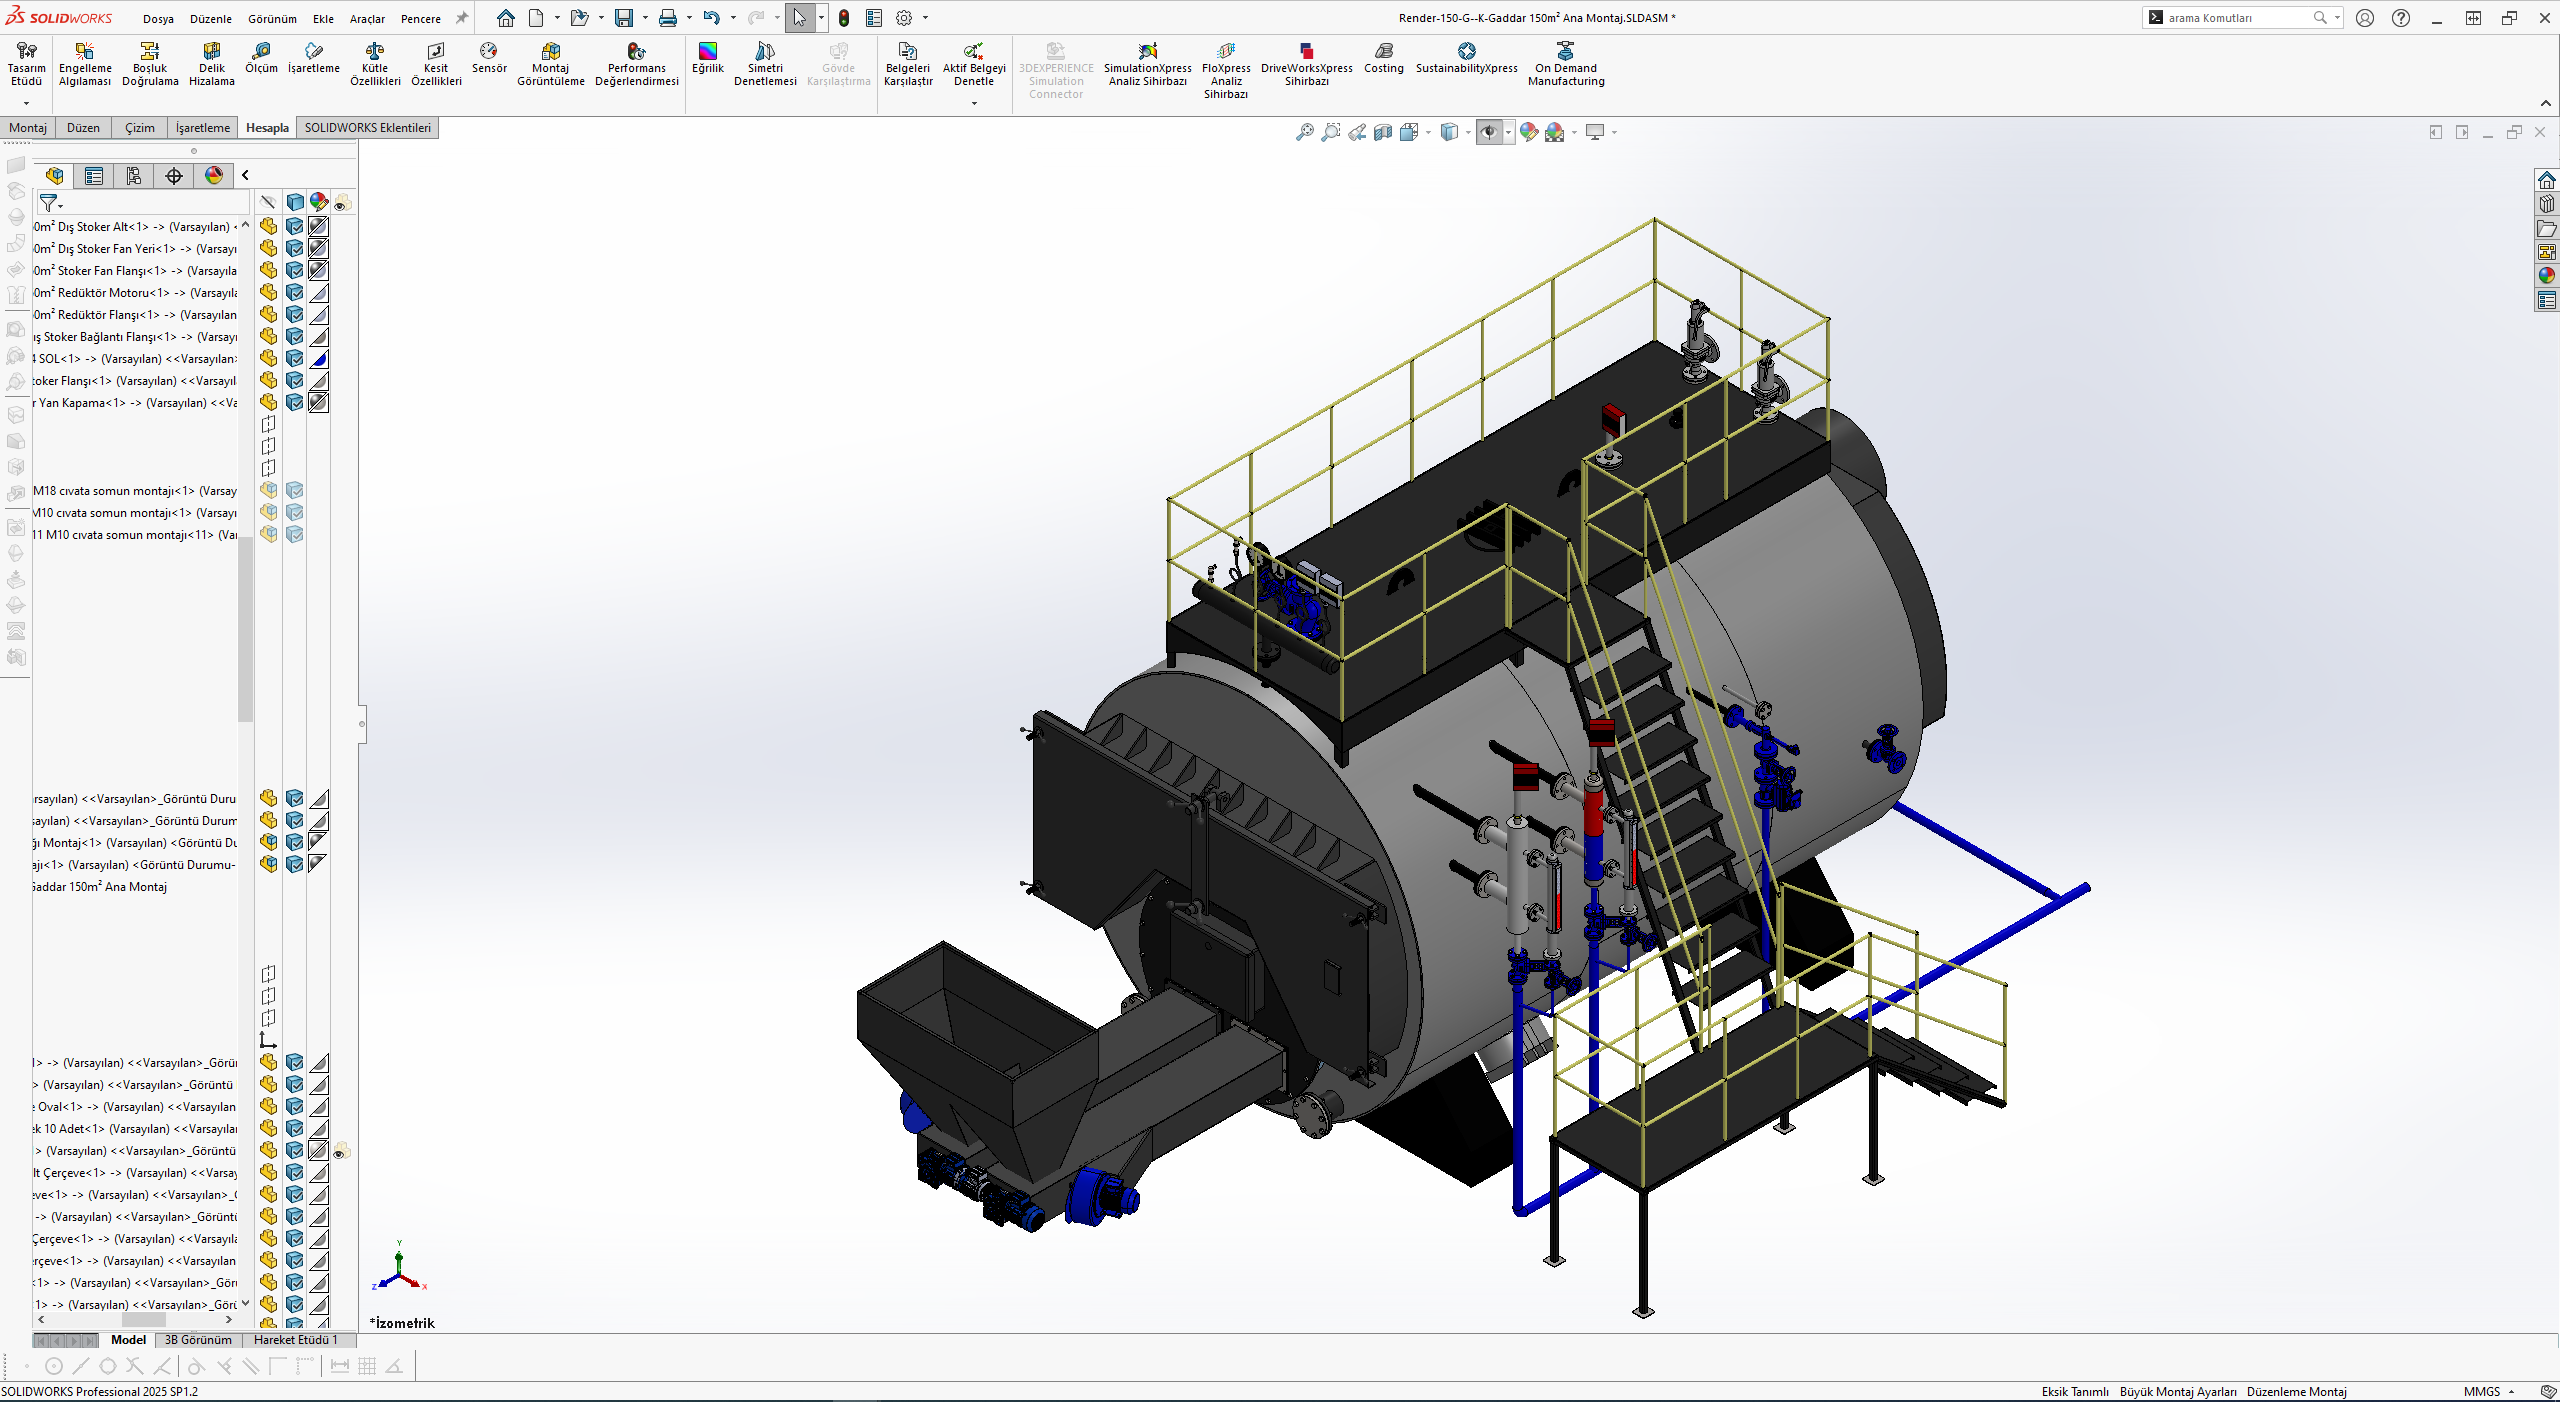 SOLIDWORKS
Dosya Düzenle Görünüm Ekle Araçlar Pencere
Render-150-G--K-Gaddar 150m² Ana Montaj.SLDASM *
arama Komutları
Tasarım Etüdü
Engelleme Algılaması
Boşluk Doğrulama
Delik Hizalama
Ölçüm
İşaretleme
Kütle Özellikleri
Kesit Özellikleri
Sensör
Montaj Görüntüleme
Performans Değerlendirmesi
Eğrilik
Simetri Denetlemesi
Gövde Karşılaştırma
Belgeleri Karşılaştır
Aktif Belgeyi Denetle
3DEXPERIENCE Simulation Connector
SimulationXpress Analiz Sihirbazı
FloXpress Analiz Sihirbazı
DriveWorksXpress Sihirbazı
Costing
SustainabilityXpress
On Demand Manufacturing
Montaj Düzen Çizim İşaretleme Hesapla SOLIDWORKS Eklentileri
0m² Dış Stoker Alt<1> -> (Varsayılan) <
0m² Dış Stoker Fan Yeri<1> -> (Varsayı
0m² Stoker Fan Flanşı<1> -> (Varsayıla
0m² Redüktör Motoru<1> -> (Varsayıla
0m² Redüktör Flanşı<1> -> (Varsayılan
ış Stoker Bağlantı Flanşı<1> -> (Varsayı
SOL<1> -> (Varsayılan) <<Varsayılan>
toker Flanşı<1> (Varsayılan) <<Varsayıl
r Yan Kapama<1> -> (Varsayılan) <<Va
M18 cıvata somun montajı<1> (Varsay
M10 cıvata somun montajı<1> (Varsayı
11 M10 cıvata somun montajı<11> (Var
rsayılan) <<Varsayılan>_Görüntü Duru
sayılan) <<Varsayılan>_Görüntü Durum
ğı Montaj<1> (Varsayılan) <Görüntü Du
ajı<1> (Varsayılan) <Görüntü Durumu-
Gaddar 150m² Ana Montaj
1> -> (Varsayılan) <<Varsayılan>_Görür
> (Varsayılan) <<Varsayılan>_Görüntü
e Oval<1> -> (Varsayılan) <<Varsayılan
ek 10 Adet<1> -> (Varsayılan) <<Varsayılar
> (Varsayılan) <<Varsayılan>_Görüntü
lt Çerçeve<1> -> (Varsayılan) <<Varsay
eve<1> -> (Varsayılan) <<Varsayılan>_(
-> (Varsayılan) <<Varsayılan>_Görüntü
Çerçeve<1> -> (Varsayılan) <<Varsayıla
erçeve<1> -> (Varsayılan) <<Varsayılan
<1> -> (Varsayılan) <<Varsayılan>_Görü
1> -> (Varsayılan) <<Varsayılan>_Görü
Y
Z
X
*İzometrik
Model 3B Görünüm Hareket Etüdü 1
SOLIDWORKS Professional 2025 SP1.2
Eksik Tanımlı Büyük Montaj Ayarları Düzenleme Montaj
MMGS